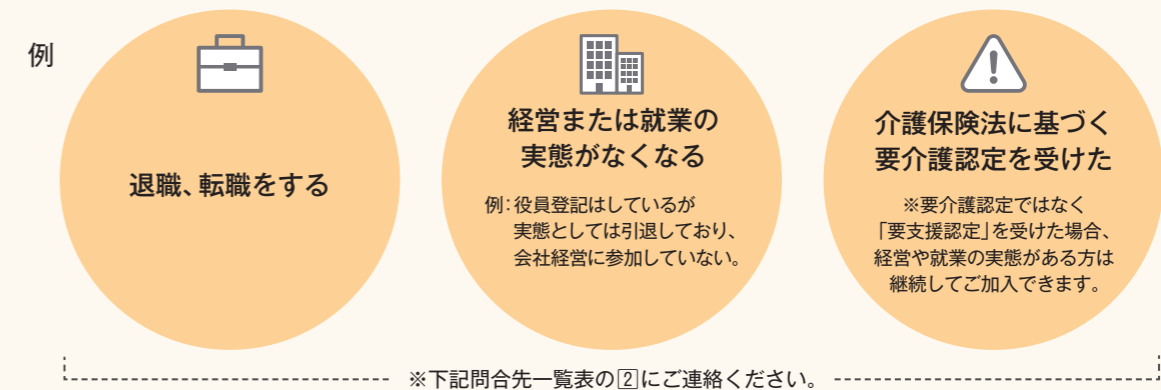 例
退職、転職をする
経営または就業の
実態がなくなる
例：役員登記はしているが
実態としては引退しており、
会社経営に参加していない。
介護保険法に基づく
要介護認定を受けた
※要介護認定ではなく
「要支援認定」を受けた場合、
経営や就業の実態がある方は
継続してご加入できます。
※下記問合先一覧表の2にご連絡ください。